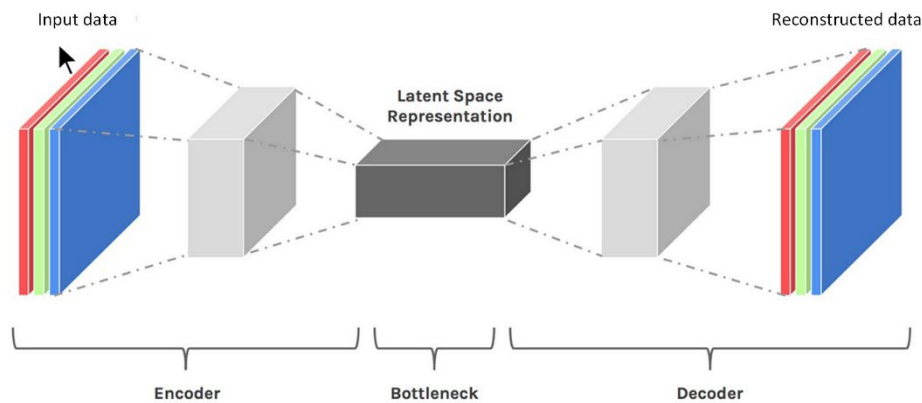 Input data
Reconstructed data
Latent Space
Representation
Encoder
Bottleneck
Decoder